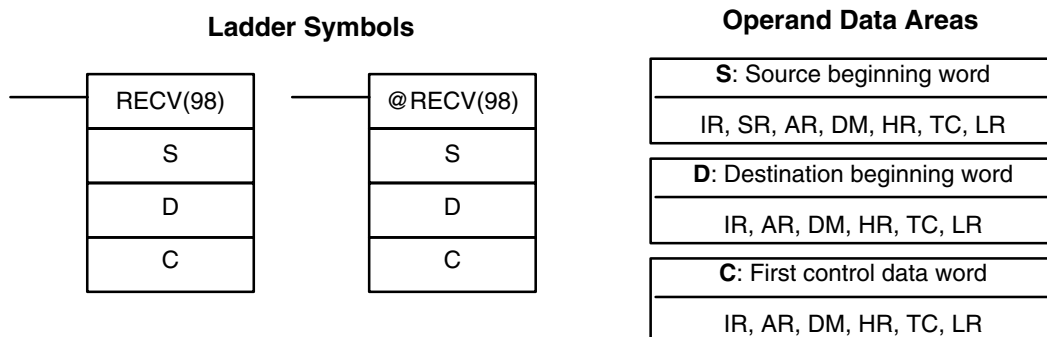 Ladder Symbols
RECV(98)
S
D
C
@RECV(98)
S
D
C
Operand Data Areas
S: Source beginning word
IR, SR, AR, DM, HR, TC, LR
D: Destination beginning word
IR, AR, DM, HR, TC, LR
C: First control data word
IR, AR, DM, HR, TC, LR